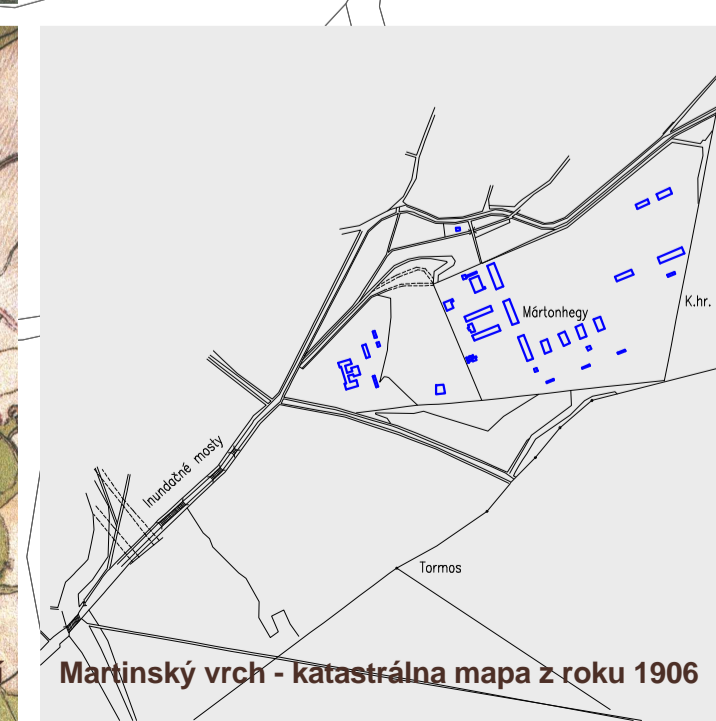 K.hr.
Mártonhegy
Inundačné mosty
Tormos
Martinský vrch - katastrálna mapa z roku 1906